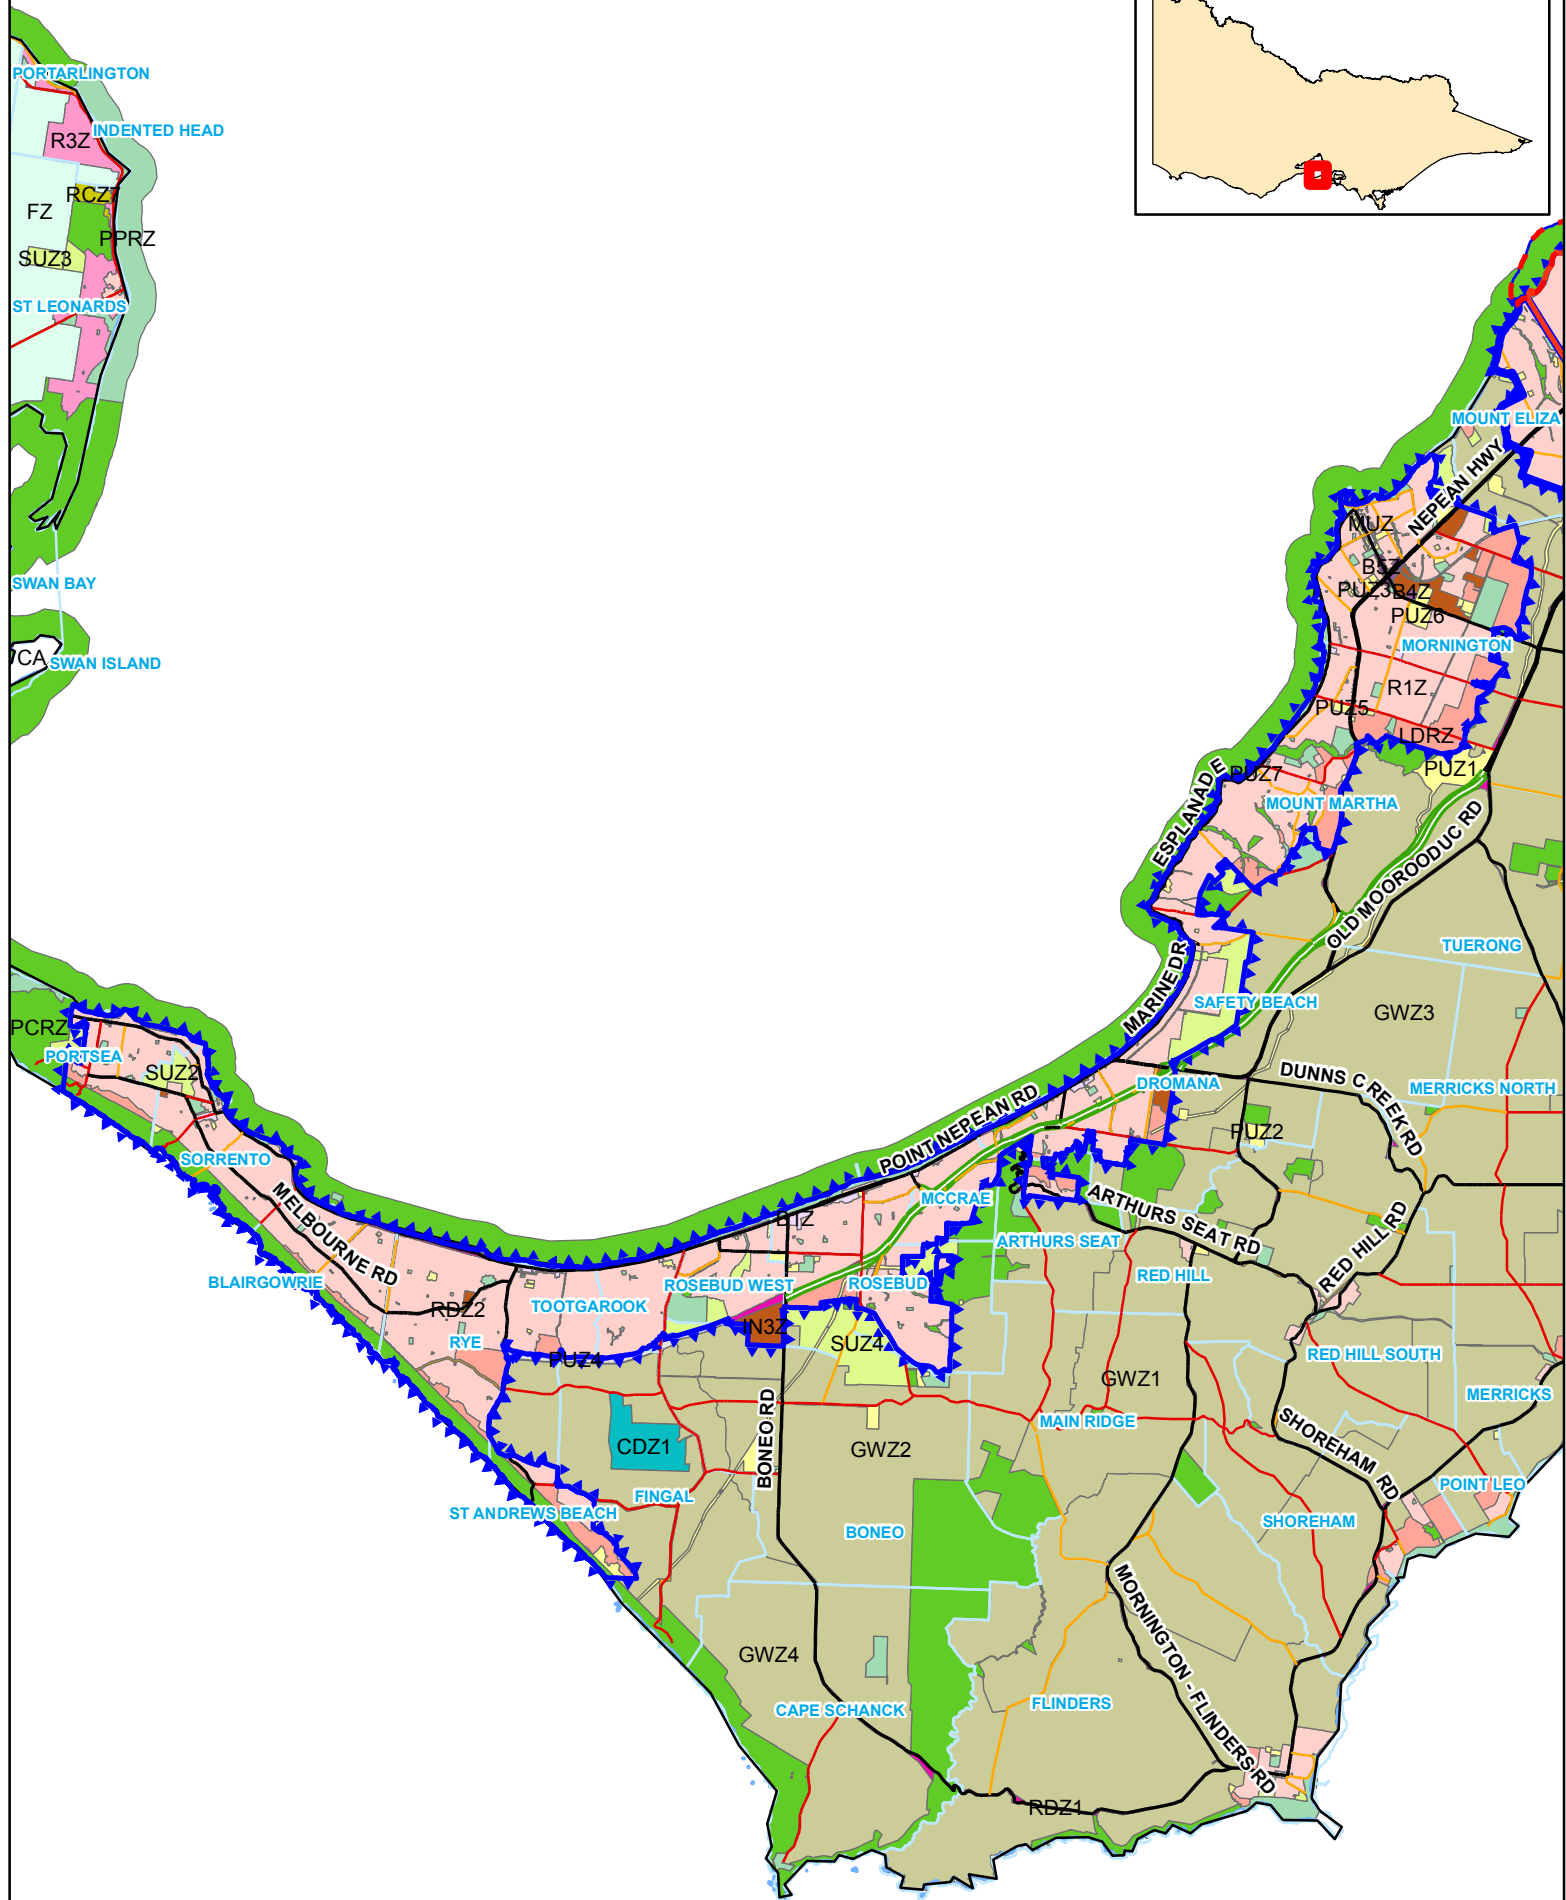 PORTARLINGTON
INDENTED HEAD
R3Z
RCZ7
FZ
PPRZ
SUZ3
ST LEONARDS
MOUNT ELIZA
NEPEAN HWY
MUZ
B5Z
PUZ3
B4Z
SWAN BAY
PUZ6
MORNINGTON
CA
SWAN ISLAND
R1Z
PUZ5
LDRZ
PUZ1
PUZ7
MOUNT MARTHA
ESPLANADE
OLD MOOROODUC RD
TUERONG
MARINE DR
SAFETY BEACH
GWZ3
PCRZ
PORTSEA
SUZ2
DROMANA
DUNNS CREEK RD
MERRICKS NORTH
POINT NEPEAN RD
PUZ2
SORRENTO
MCCRAE
ARTHURS SEAT RD
MELBOURNE RD
ARTHURS SEAT
RED HILL RD
BLAIRGOWRIE
ROSEBUD WEST
ROSEBUD
RED HILL
TOOTGAROOK
RDZ2
IN3Z
RYE
SUZ4
RED HILL SOUTH
PUZ4
GWZ1
MERRICKS
BONEO RD
MAIN RIDGE
SHOREHAM RD
CDZ1
GWZ2
POINT LEO
FINGAL
ST ANDREWS BEACH
BONEO
SHOREHAM
MORNINGTON - FLINDERS RD
GWZ4
CAPE SCHANCK
FLINDERS
RDZ1